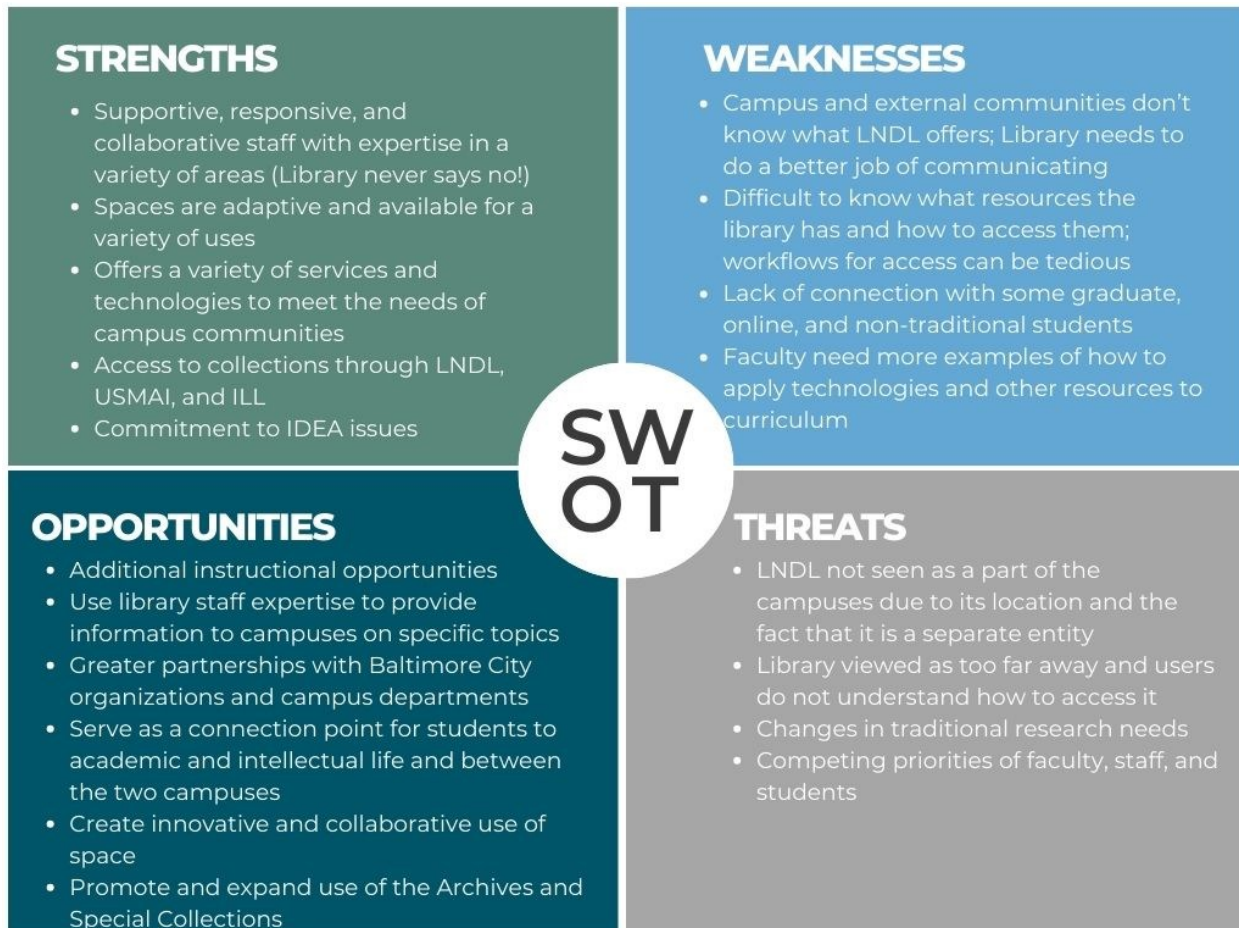 STRENGTHS
• Supportive, responsive, and
collaborative staff with expertise in a
variety of areas (Library never says no!)
• Spaces are adaptive and available for a
variety of uses
• Offers a variety of services and
technologies to meet the needs of
campus communities
• Access to collections through LNDL,
USMAI, and ILL
• Commitment to IDEA issues
WEAKNESSES
• Campus and external communities don’t
know what LNDL offers; Library needs to
do a better job of communicating
• Difficult to know what resources the
library has and how to access them;
workflows for access can be tedious
• Lack of connection with some graduate,
online, and non-traditional students
• Faculty need more examples of how to
apply technologies and other resources to
curriculum
SW
OT
OPPORTUNITIES
• Additional instructional opportunities
• Use library staff expertise to provide
information to campuses on specific topics
• Greater partnerships with Baltimore City
organizations and campus departments
• Serve as a connection point for students to
academic and intellectual life and between
the two campuses
• Create innovative and collaborative use of
space
• Promote and expand use of the Archives and
Special Collections
THREATS
• LNDL not seen as a part of the
campuses due to its location and the
fact that it is a separate entity
• Library viewed as too far away and users
do not understand how to access it
• Changes in traditional research needs
• Competing priorities of faculty, staff, and
students